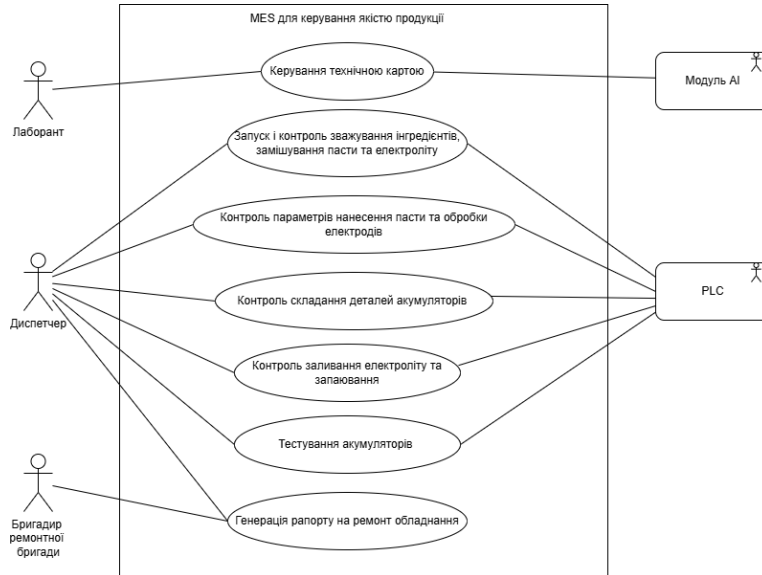 MES для керування якістю продукції
Керування технічною картою
Модуль AI
Лаборант
Запуск і контроль зважування інгредієнтів,
замішування пасти та електроліту
Контроль параметрів нанесення пасти та обробки
електродів
PLC
Контроль складання деталей акумуляторів
Диспетчер
Контроль заливання електроліту та
запаювання
Тестування акумуляторів
Генерація рапорту на ремонт обладнання
Бригадир
ремонтної
бригади